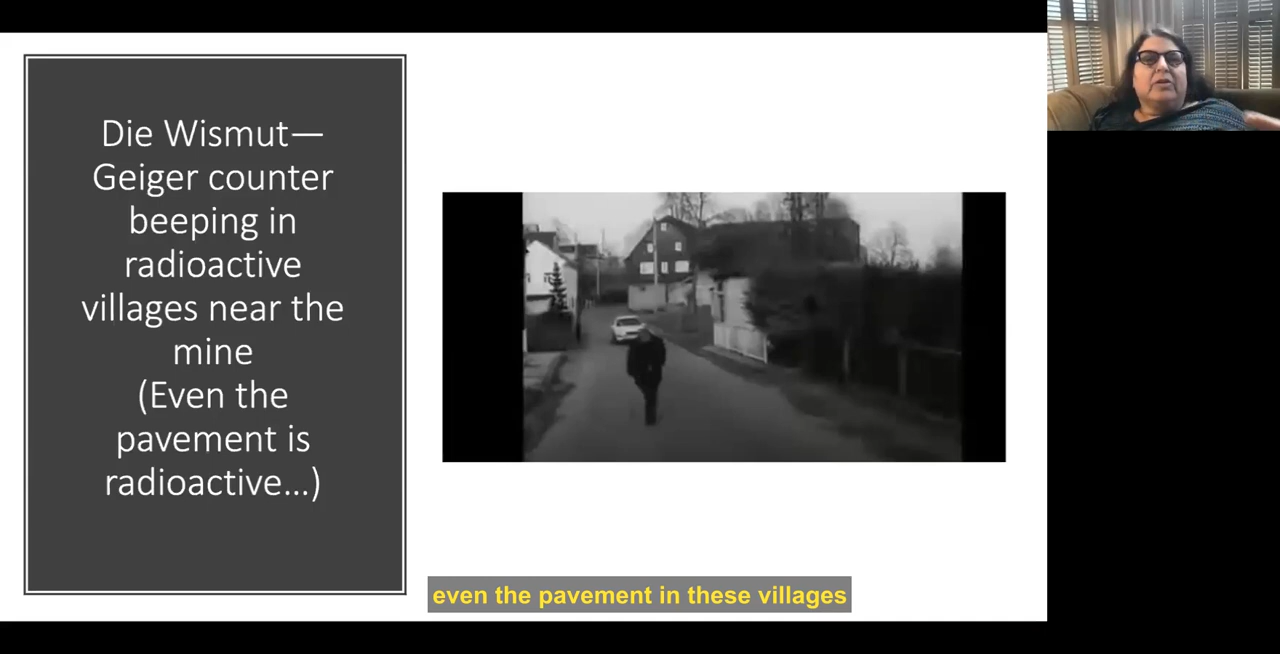 Die Wismut—
Geiger counter
beeping in
radioactive
villages near the
mine
(Even the
pavement is
radioactive...)
even the pavement in these villages